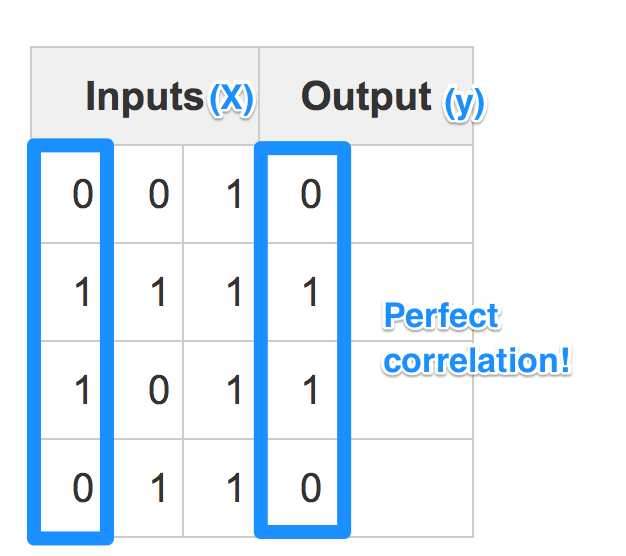 Inputs (X) Output (y)
0 0 1 0
1 1 1 1
Perfect
correlation!
1 0 1 1
0 1 1 0